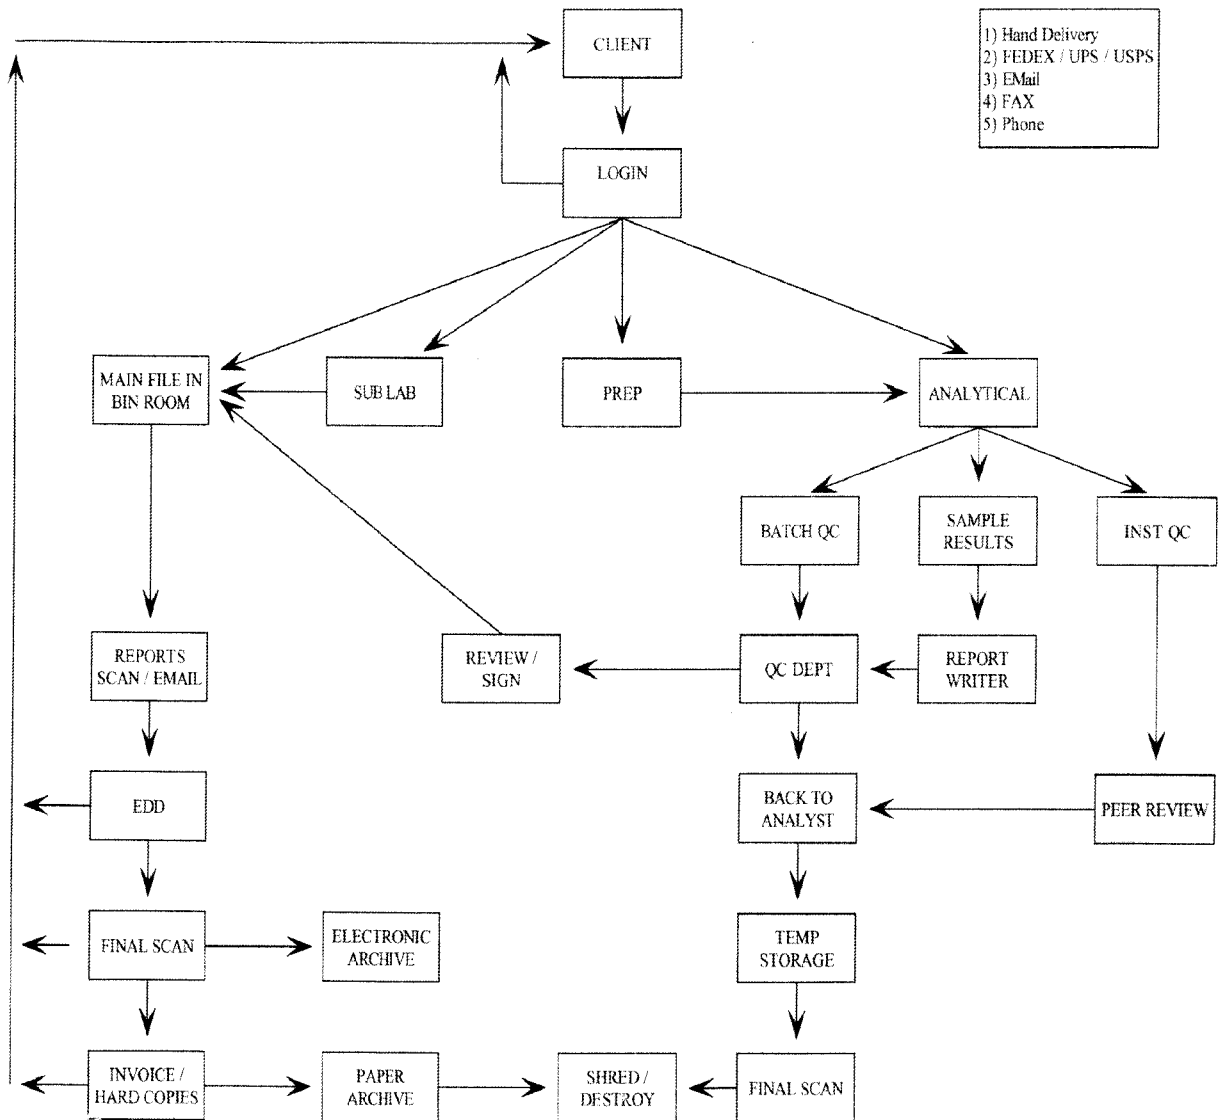 CLIENT
1) Hand Delivery
2) FEDEX / UPS / USPS
3) EMail
4) FAX
5) Phone
LOGIN
MAIN FILE IN
BIN ROOM
SUB LAB
PREP
ANALYTICAL
BATCH QC
SAMPLE
RESULTS
INST QC
REPORTS
SCAN / EMAIL
REVIEW /
SIGN
QC DEPT
REPORT
WRITER
EDD
BACK TO
ANALYST
PEER REVIEW
FINAL SCAN
ELECTRONIC
ARCHIVE
TEMP
STORAGE
INVOICE /
HARD COPIES
PAPER
ARCHIVE
SHRED /
DESTROY
FINAL SCAN